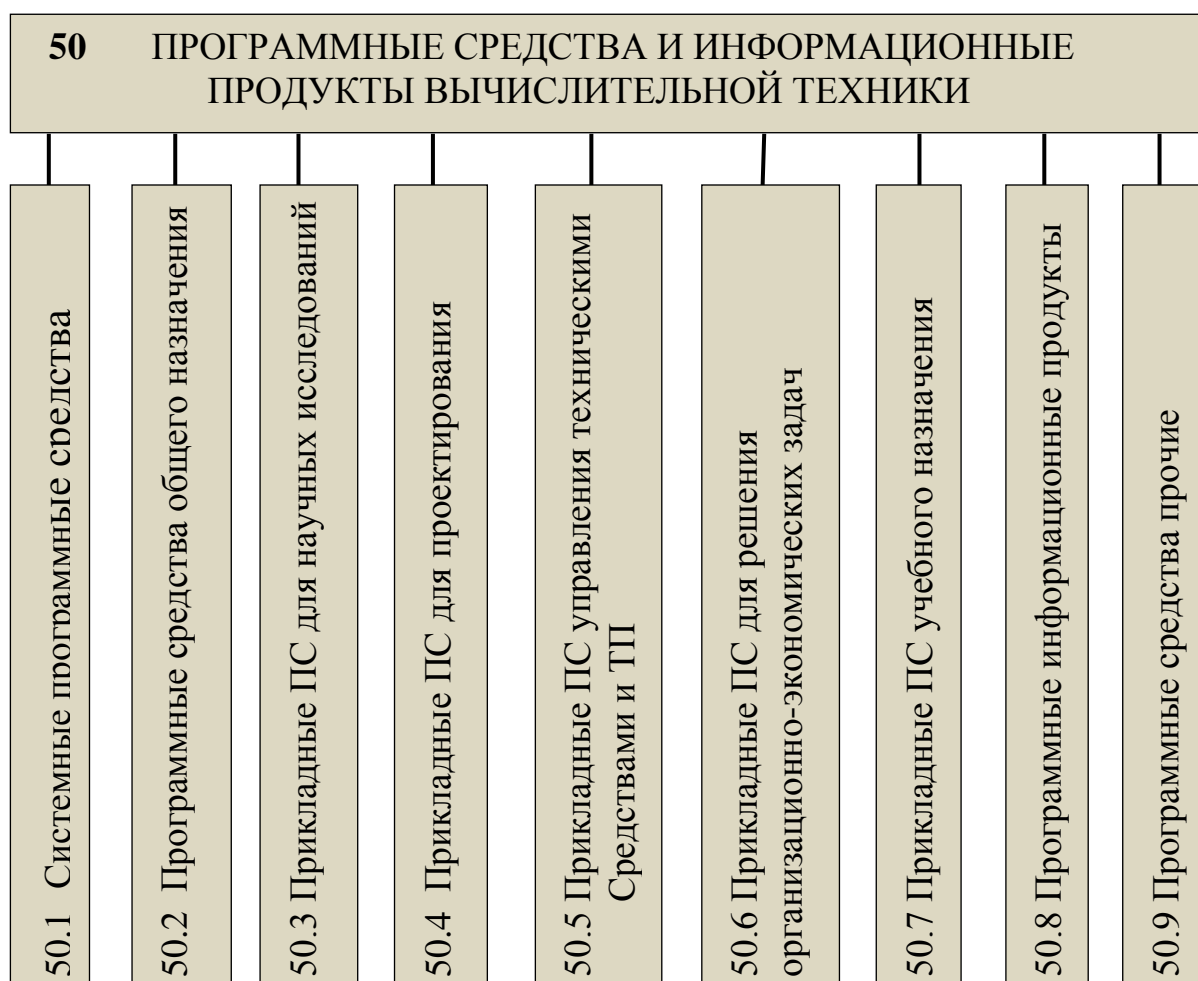 50 ПРОГРАММНЫЕ СРЕДСТВА И ИНФОРМАЦИОННЫЕ
ПРОДУКТЫ ВЫЧИСЛИТЕЛЬНОЙ ТЕХНИКИ
50.1 Системные программные средства
50.2 Программные средства общего назначения
50.3 Прикладные ПС для научных исследований
50.4 Прикладные ПС для проектирования
50.5 Прикладные ПС управления техническими
Средствами и ТП
50.6 Прикладные ПС для решения
организационно-экономических задач
50.7 Прикладные ПС учебного назначения
50.8 Программные информационные продукты
50.9 Программные средства прочие